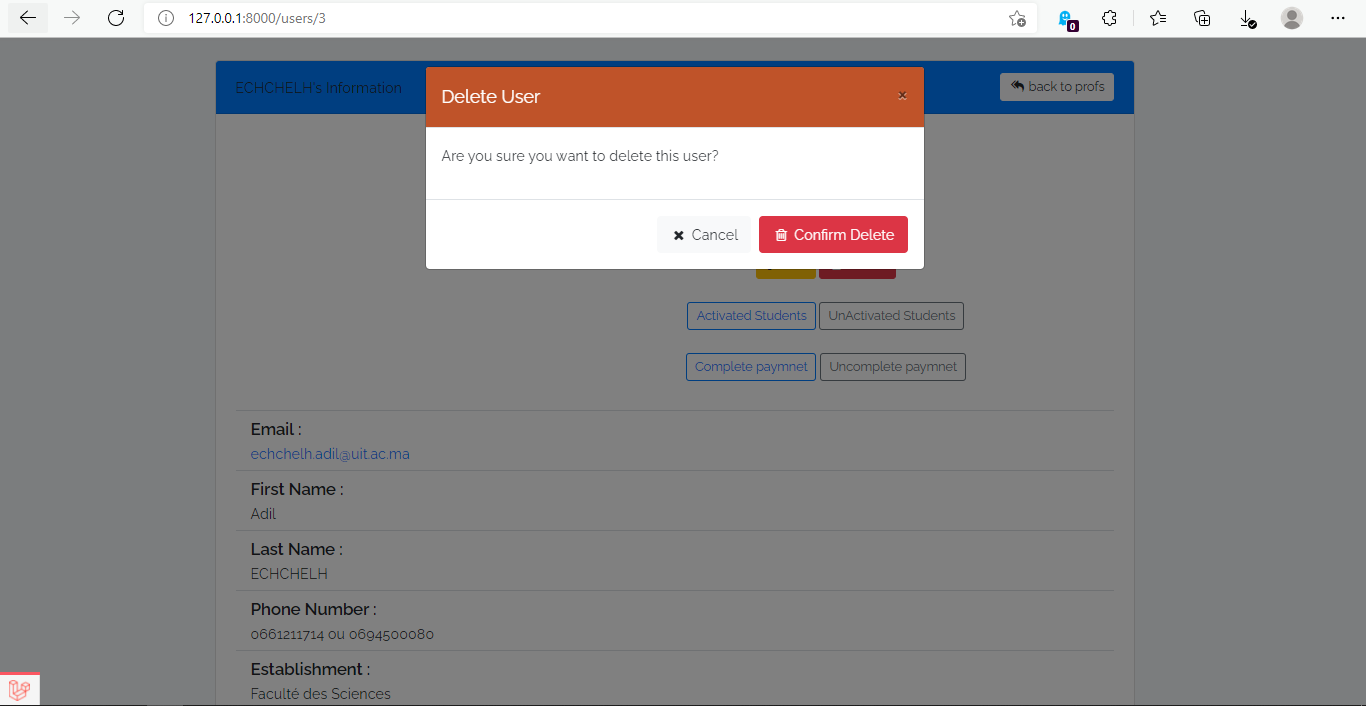 127.0.0.1:8000/users/3
0
ECHCHELH's Information
back to profs
Delete User
×
Are you sure you want to delete this user?
Cancel
Confirm Delete
Activated Students
UnActivated Students
Complete paymnet
Uncomplete paymnet
Email :
echchelh.adil@uit.ac.ma
First Name :
Adil
Last Name :
ECHCHELH
Phone Number :
0661211714 ou 0694500080
Establishment :
Faculté des Sciences